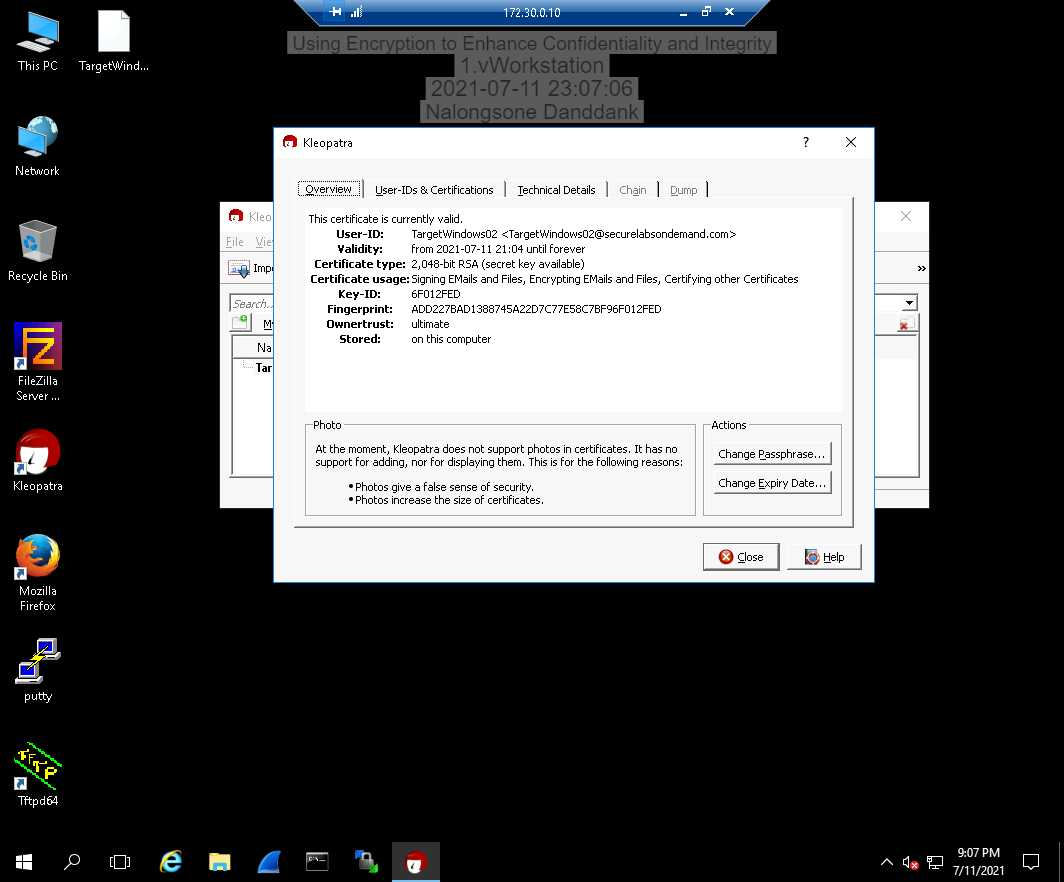 172.30.0.10
Using Encryption to Enhance Confidentiality and Integrity
1.vWorkstation
2021-07-11 23:07:06
Nalongsone Danddank
This PC
TargetWind...
Network
Recycle Bin
FileZilla
Server ...
Kleopatra
Mozilla
Firefox
putty
Tftpd64
Kleo
File Vie
Impo
»
Search...
My
Na
Tar
Kleopatra
?
Overview
User-IDs & Certifications
Technical Details
Chain
Dump
This certificate is currently valid.
User-ID: TargetWindows02 <TargetWindows02@securelabsondemand.com>
Validity: from 2021-07-11 21:04 until forever
Certificate type: 2,048-bit RSA (secret key available)
Certificate usage: Signing EMails and Files, Encrypting EMails and Files, Certifying other Certificates
Key-ID: 6F012FED
Fingerprint: ADD227BAD1388745A22D7C77E58C7BF96F012FED
Ownertrust: ultimate
Stored: on this computer
Photo
At the moment, Kleopatra does not support photos in certificates. It has no
support for adding, nor for displaying them. This is for the following reasons:
•Photos give a false sense of security.
•Photos increase the size of certificates.
Actions
Change Passphrase...
Change Expiry Date...
Close
Help
9:07 PM
7/11/2021